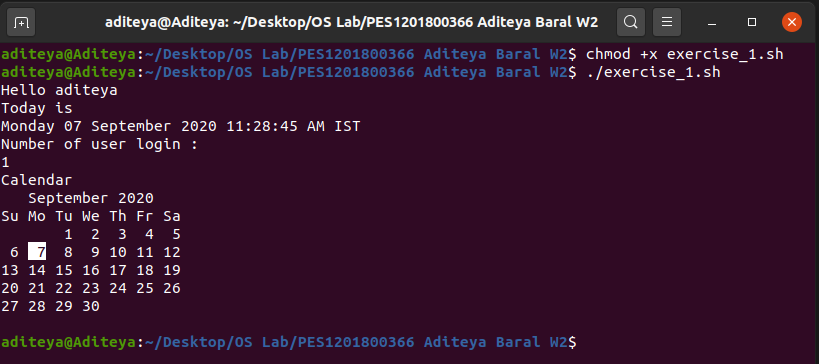 aditeya@Aditeya: ~/Desktop/OS Lab/PES1201800366 Aditeya Baral W2
aditeya@Aditeya:~/Desktop/OS Lab/PES1201800366 Aditeya Baral W2$ chmod +x exercise_1.sh
aditeya@Aditeya:~/Desktop/OS Lab/PES1201800366 Aditeya Baral W2$ ./exercise_1.sh
Hello aditeya
Today is
Monday 07 September 2020 11:28:45 AM IST
Number of user login :
1
Calendar
   September 2020
Su Mo Tu We Th Fr Sa
       1  2  3  4  5
 6  7  8  9 10 11 12
13 14 15 16 17 18 19
20 21 22 23 24 25 26
27 28 29 30
aditeya@Aditeya:~/Desktop/OS Lab/PES1201800366 Aditeya Baral W2$